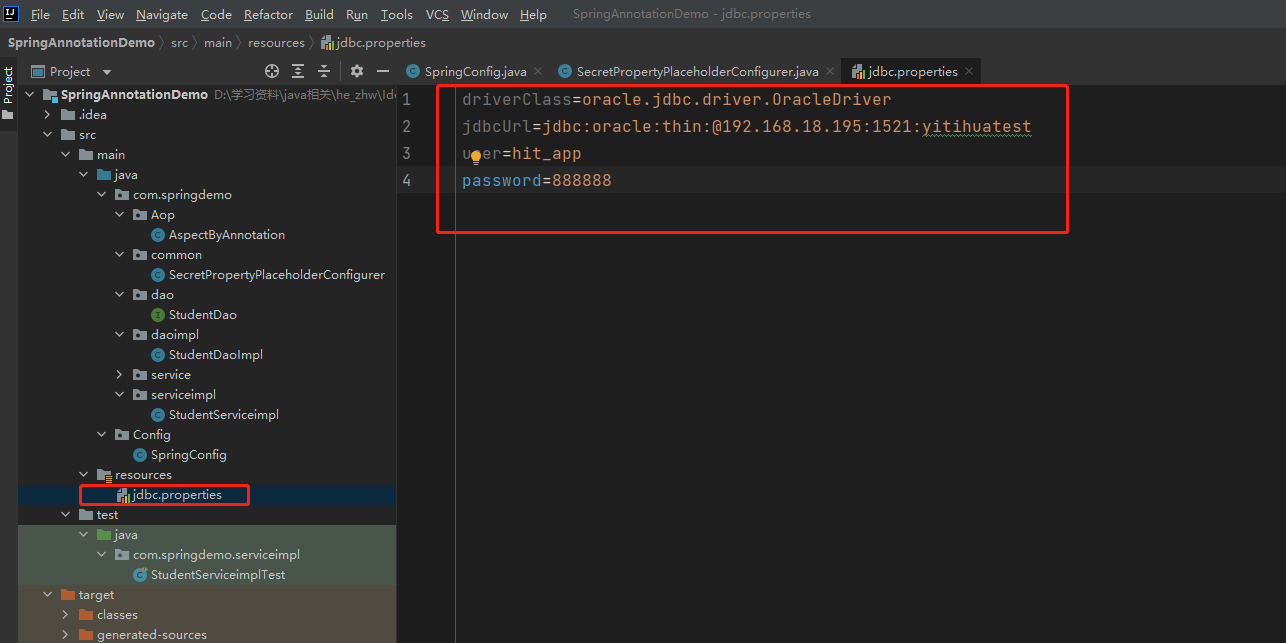 File Edit View Navigate Code Refactor Build Run Tools VCS Window Help SpringAnnotationDemo - jdbc.properties
SpringAnnotationDemo src main resources jdbc.properties
Project
Project
SpringConfig.java SecretPropertyPlaceholderConfigurer.java jdbc.properties
SpringAnnotationDemo D:\学习资料\java相关\he_zhw\Ide
.idea
src
main
java
com.springdemo
Aop
AspectByAnnotation
common
SecretPropertyPlaceholderConfigurer
dao
StudentDao
daoimpl
StudentDaoImpl
service
serviceimpl
StudentServiceimpl
Config
SpringConfig
resources
jdbc.properties
test
java
com.springdemo.serviceimpl
StudentServiceimplTest
target
classes
generated-sources
1 driverClass=oracle.jdbc.driver.OracleDriver
2 jdbcUrl=jdbc:oracle:thin:@192.168.18.195:1521:yitihuatest
3 user=hit_app
4 password=888888